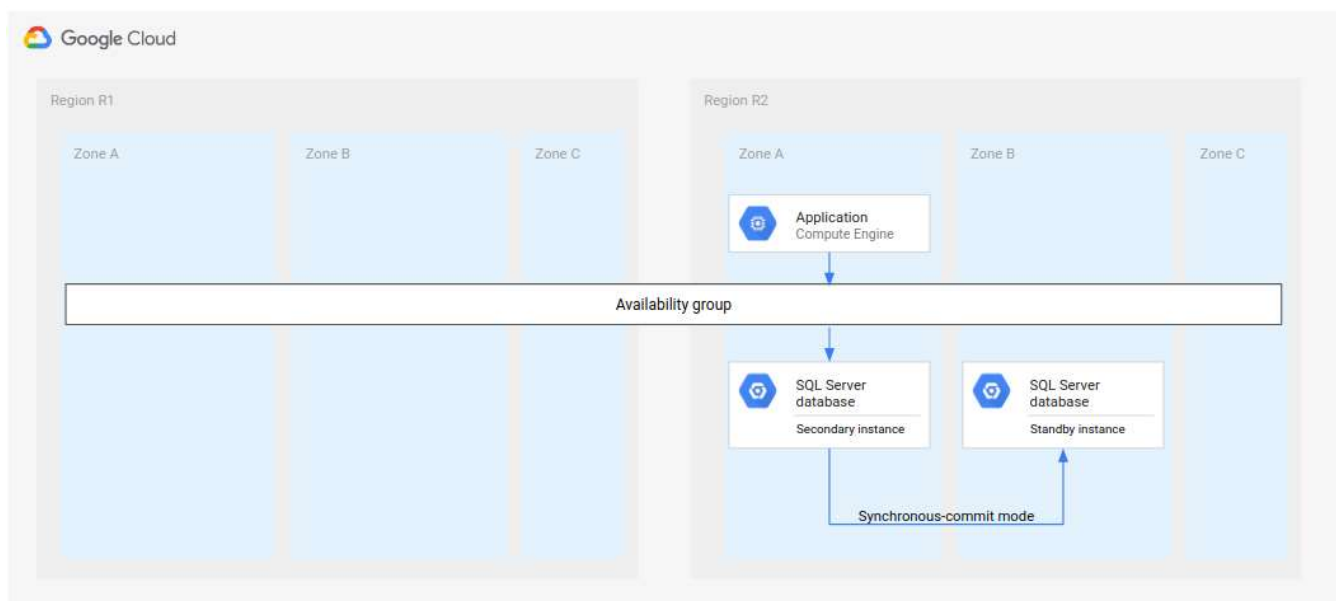 Google Cloud
Region R1
Region R2
Zone A
Zone B
Zone C
Zone A
Zone B
Zone C
Application
Compute Engine
Availability group
SQL Server
database
Secondary instance
SQL Server
database
Standby instance
Synchronous-commit mode